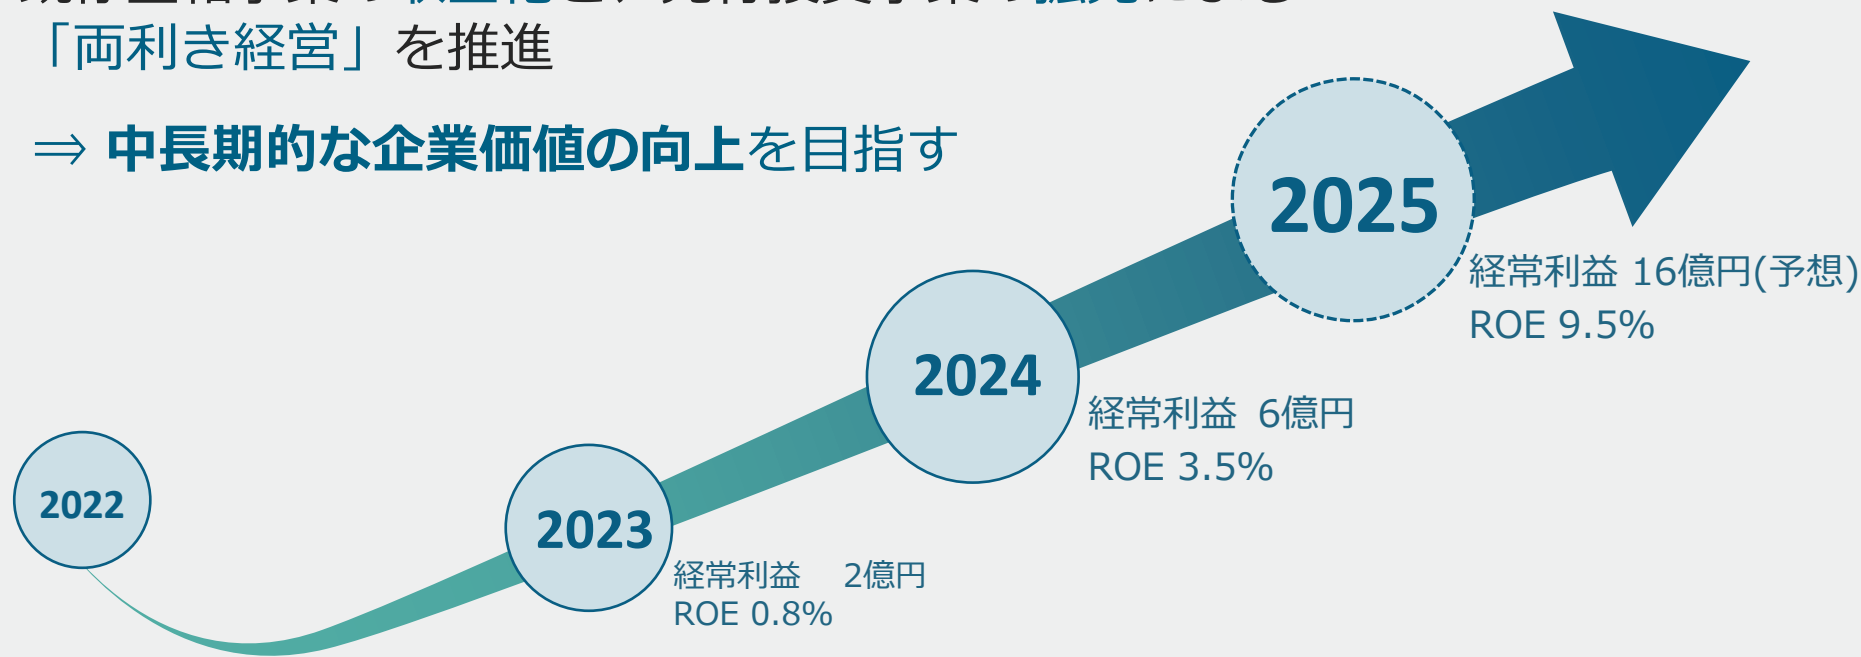 「両利き経営」を推進
⇒ 中長期的な企業価値の向上を目指す
2025
経常利益 16億円(予想)
ROE 9.5%
2024
経常利益 6億円
ROE 3.5%
2022
2023
経常利益 2億円
ROE 0.8%